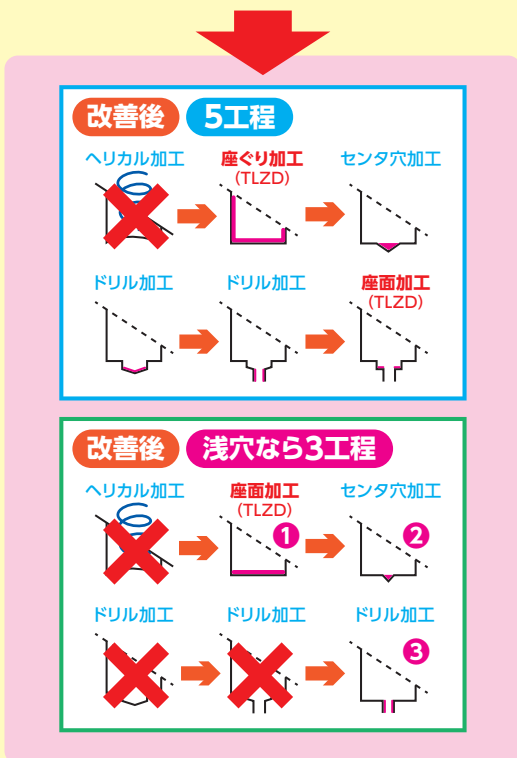 改善後 5工程
ヘリカル加工 座ぐり加工 センタ穴加工
(TLZD)
ドリル加工 ドリル加工 座面加工
(TLZD)
改善後 浅穴なら3工程
ヘリカル加工 座面加工 センタ穴加工
(TLZD)
❶ ❷
ドリル加工 ドリル加工 ドリル加工
❸